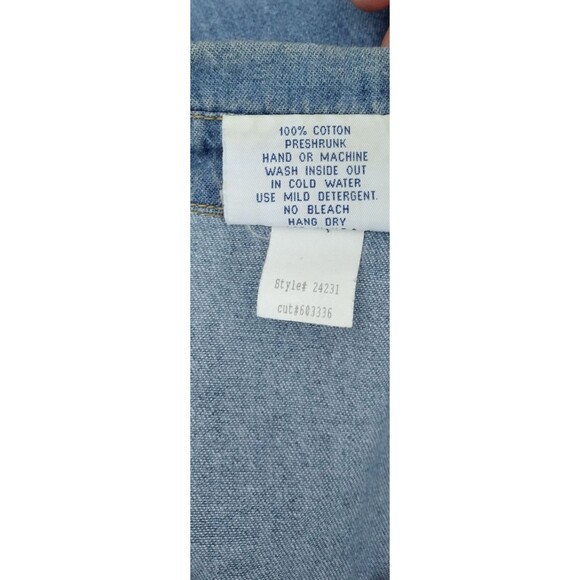 100% COTTON
PRESHRUNK
HAND OR MACHINE
WASH INSIDE OUT
IN COLD WATER
USE MILD DETERGENT.
NO BLEACH
HANG DRY
Style# 24231
cut#603336